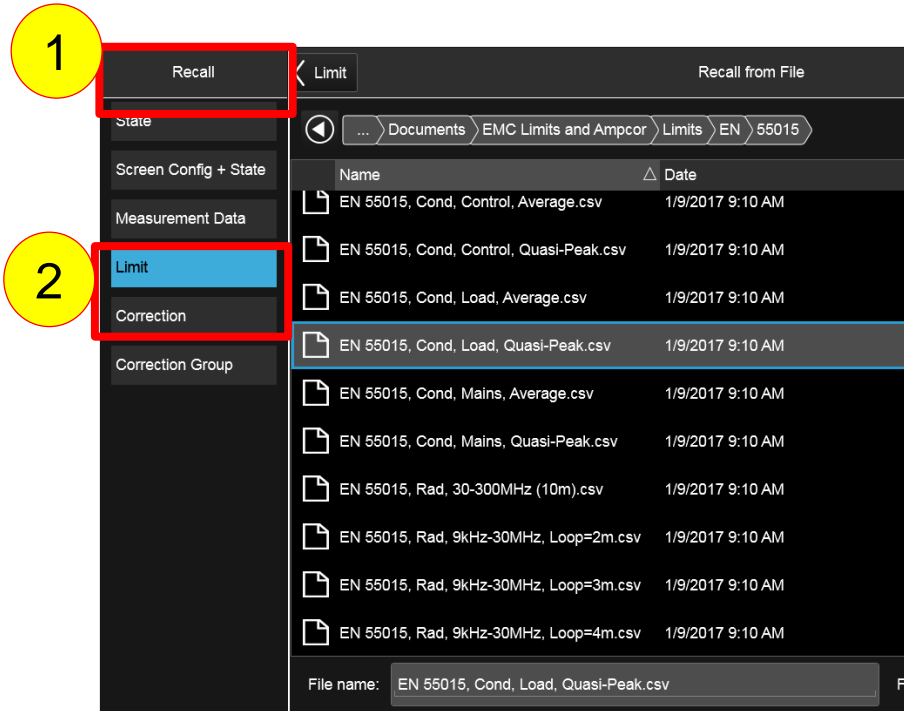 1
Recall
Limit
Recall from File
State
... Documents EMC Limits and Ampcor Limits EN 55015
Screen Config + State
Name Date
Measurement Data
EN 55015, Cond, Control, Average.csv 1/9/2017 9:10 AM
EN 55015, Cond, Control, Quasi-Peak.csv 1/9/2017 9:10 AM
2
Limit
EN 55015, Cond, Load, Average.csv 1/9/2017 9:10 AM
Correction
EN 55015, Cond, Load, Quasi-Peak.csv 1/9/2017 9:10 AM
Correction Group
EN 55015, Cond, Mains, Average.csv 1/9/2017 9:10 AM
EN 55015, Cond, Mains, Quasi-Peak.csv 1/9/2017 9:10 AM
EN 55015, Rad, 30-300MHz (10m).csv 1/9/2017 9:10 AM
EN 55015, Rad, 9kHz-30MHz, Loop=2m.csv 1/9/2017 9:10 AM
EN 55015, Rad, 9kHz-30MHz, Loop=3m.csv 1/9/2017 9:10 AM
EN 55015, Rad, 9kHz-30MHz, Loop=4m.csv 1/9/2017 9:10 AM
File name: EN 55015, Cond, Load, Quasi-Peak.csv